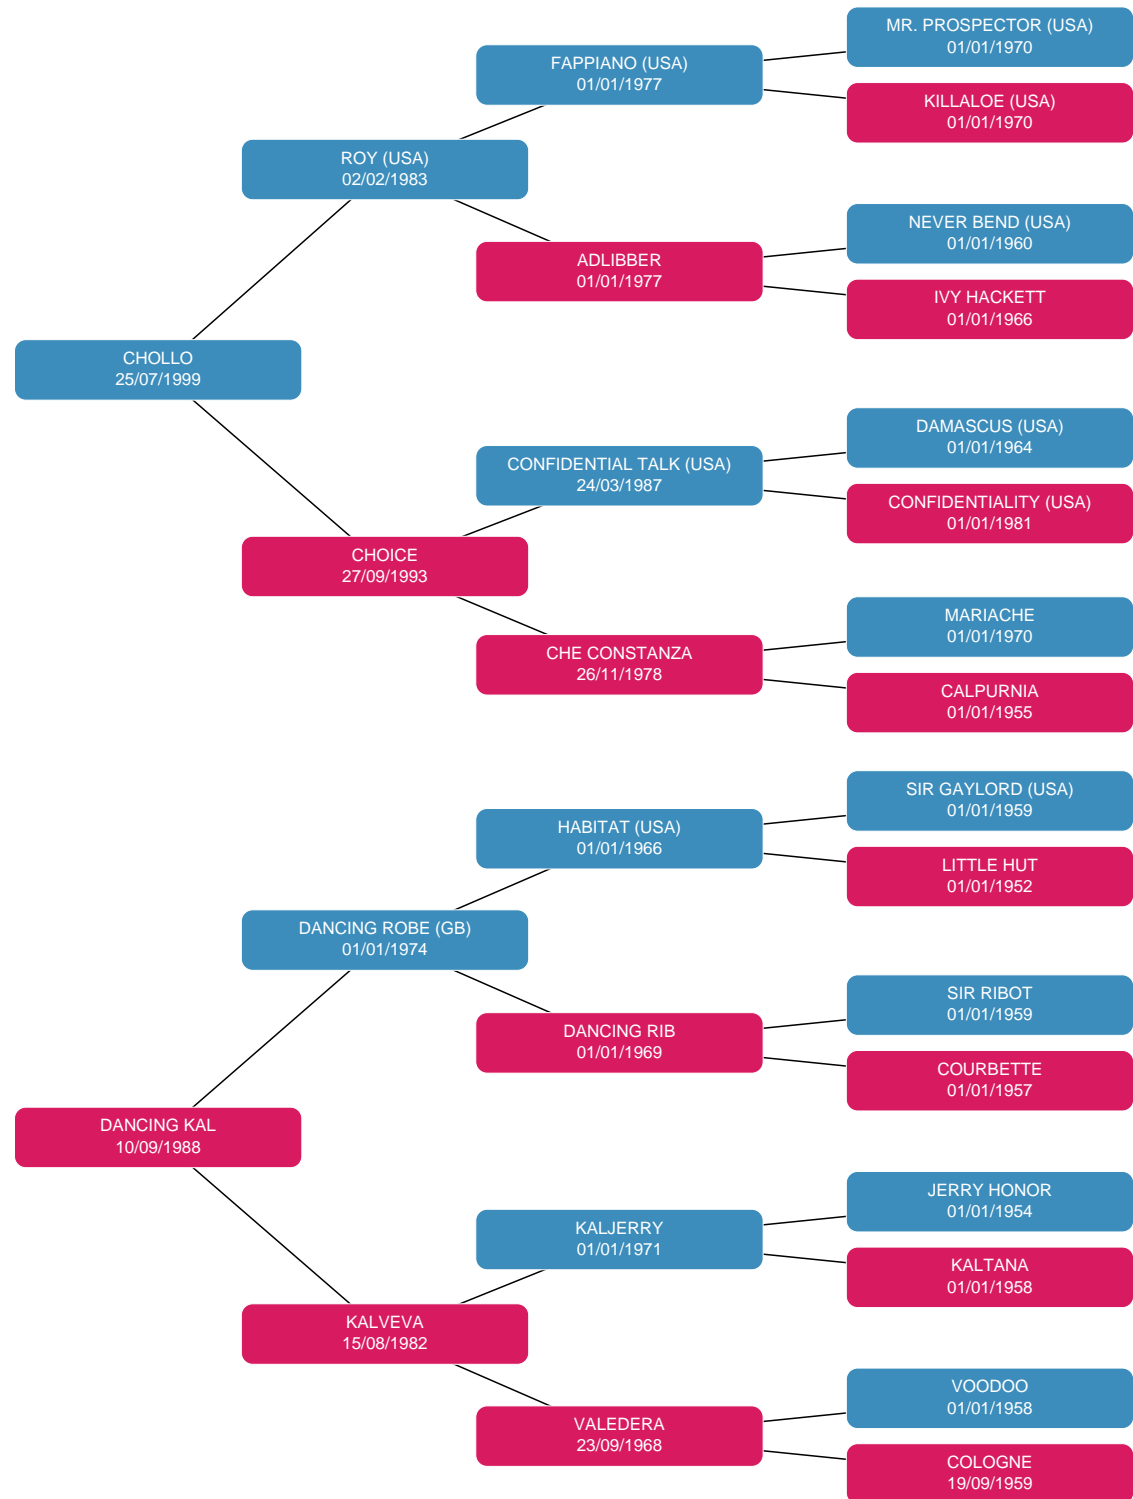 MR. PROSPECTOR (USA)
01/01/1970
FAPPIANO (USA)
01/01/1977
KILLALOE (USA)
01/01/1970
ROY (USA)
02/02/1983
NEVER BEND (USA)
01/01/1960
ADLIBBER
01/01/1977
IVY HACKETT
01/01/1966
CHOLLO
25/07/1999
DAMASCUS (USA)
01/01/1964
CONFIDENTIAL TALK (USA)
24/03/1987
CONFIDENTIALITY (USA)
01/01/1981
CHOICE
27/09/1993
MARIACHE
01/01/1970
CHE CONSTANZA
26/11/1978
CALPURNIA
01/01/1955
SIR GAYLORD (USA)
01/01/1959
HABITAT (USA)
01/01/1966
LITTLE HUT
01/01/1952
DANCING ROBE (GB)
01/01/1974
SIR RIBOT
01/01/1959
DANCING RIB
01/01/1969
COURBETTE
01/01/1957
DANCING KAL
10/09/1988
JERRY HONOR
01/01/1954
KALJERRY
01/01/1971
KALTANA
01/01/1958
KALVEVA
15/08/1982
VOODOO
01/01/1958
VALEDERA
23/09/1968
COLOGNE
19/09/1959